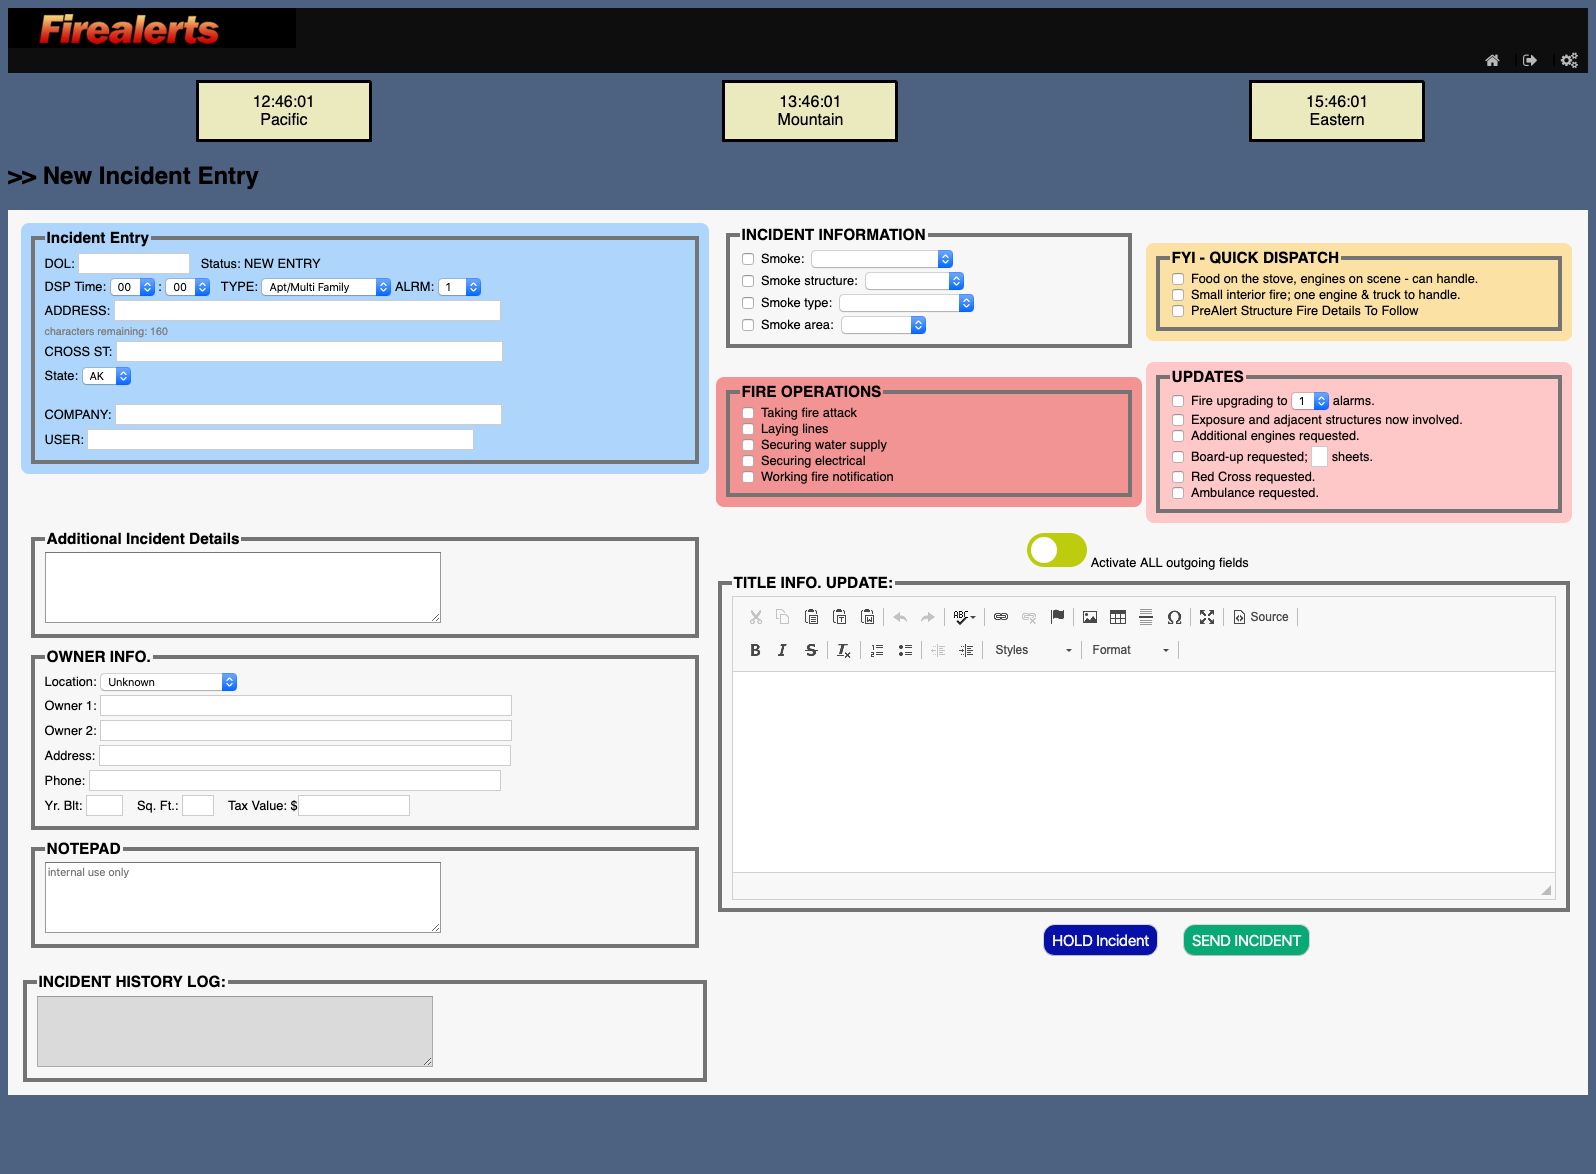 Firealerts
12:46:01
Pacific
13:46:01
Mountain
15:46:01
Eastern
>> New Incident Entry
Incident Entry
DOL: Status: NEW ENTRY
DSP Time: 00 : 00 TYPE: Apt/Multi Family ALRM: 1
ADDRESS:
characters remaining: 160
CROSS ST:
State: AK
COMPANY:
USER:
INCIDENT INFORMATION
Smoke:
Smoke structure:
Smoke type:
Smoke area:
FYI - QUICK DISPATCH
Food on the stove, engines on scene - can handle.
Small interior fire; one engine & truck to handle.
PreAlert Structure Fire Details To Follow
FIRE OPERATIONS
Taking fire attack
Laying lines
Securing water supply
Securing electrical
Working fire notification
UPDATES
Fire upgrading to 1 alarms.
Exposure and adjacent structures now involved.
Additional engines requested.
Board-up requested; sheets.
Red Cross requested.
Ambulance requested.
Additional Incident Details
OWNER INFO.
Location: Unknown
Owner 1:
Owner 2:
Address:
Phone:
Yr. Blt: Sq. Ft.: Tax Value: $
NOTEPAD
internal use only
INCIDENT HISTORY LOG:
Activate ALL outgoing fields
TITLE INFO. UPDATE:
ABC Ω Source
B I S Tx Styles Format
HOLD Incident SEND INCIDENT